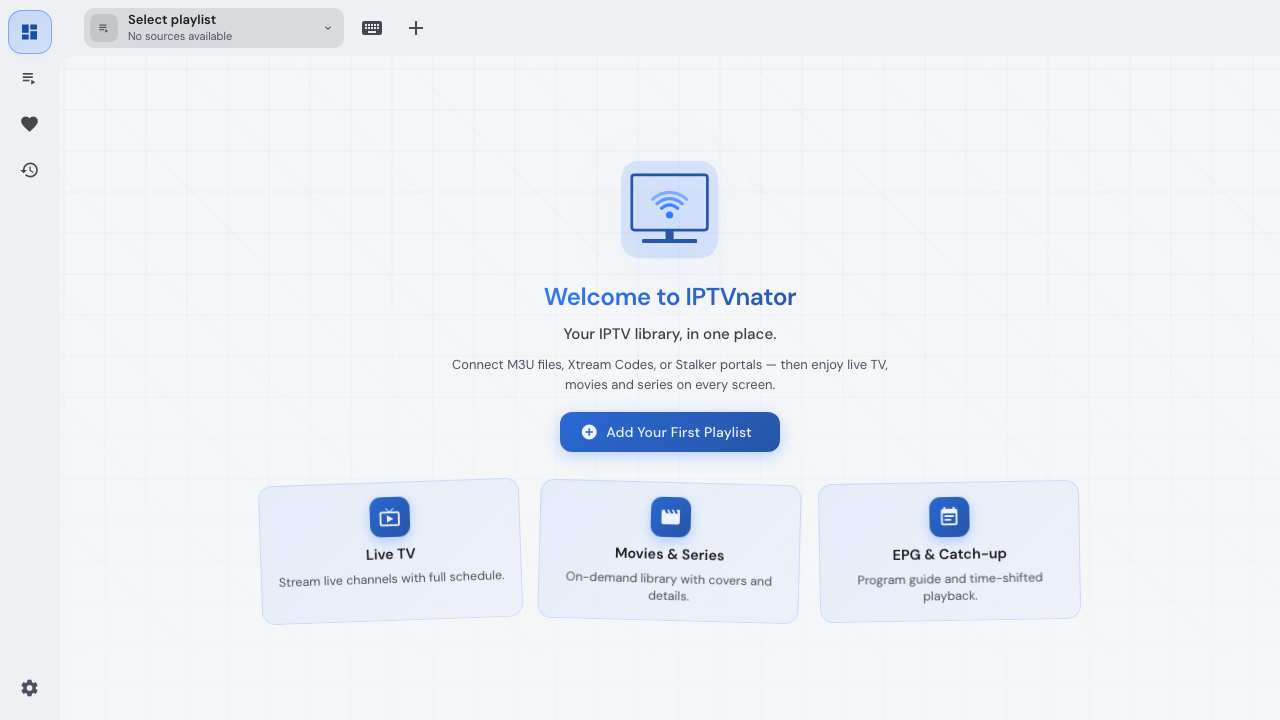 Select playlist
No sources available
Welcome to IPTVnator
Your IPTV library, in one place.
Connect M3U files, Xtream Codes, or Stalker portals — then enjoy live TV,
movies and series on every screen.
Add Your First Playlist
Live TV
Stream live channels with full schedule.
Movies & Series
On-demand library with covers and
details.
EPG & Catch-up
Program guide and time-shifted
playback.